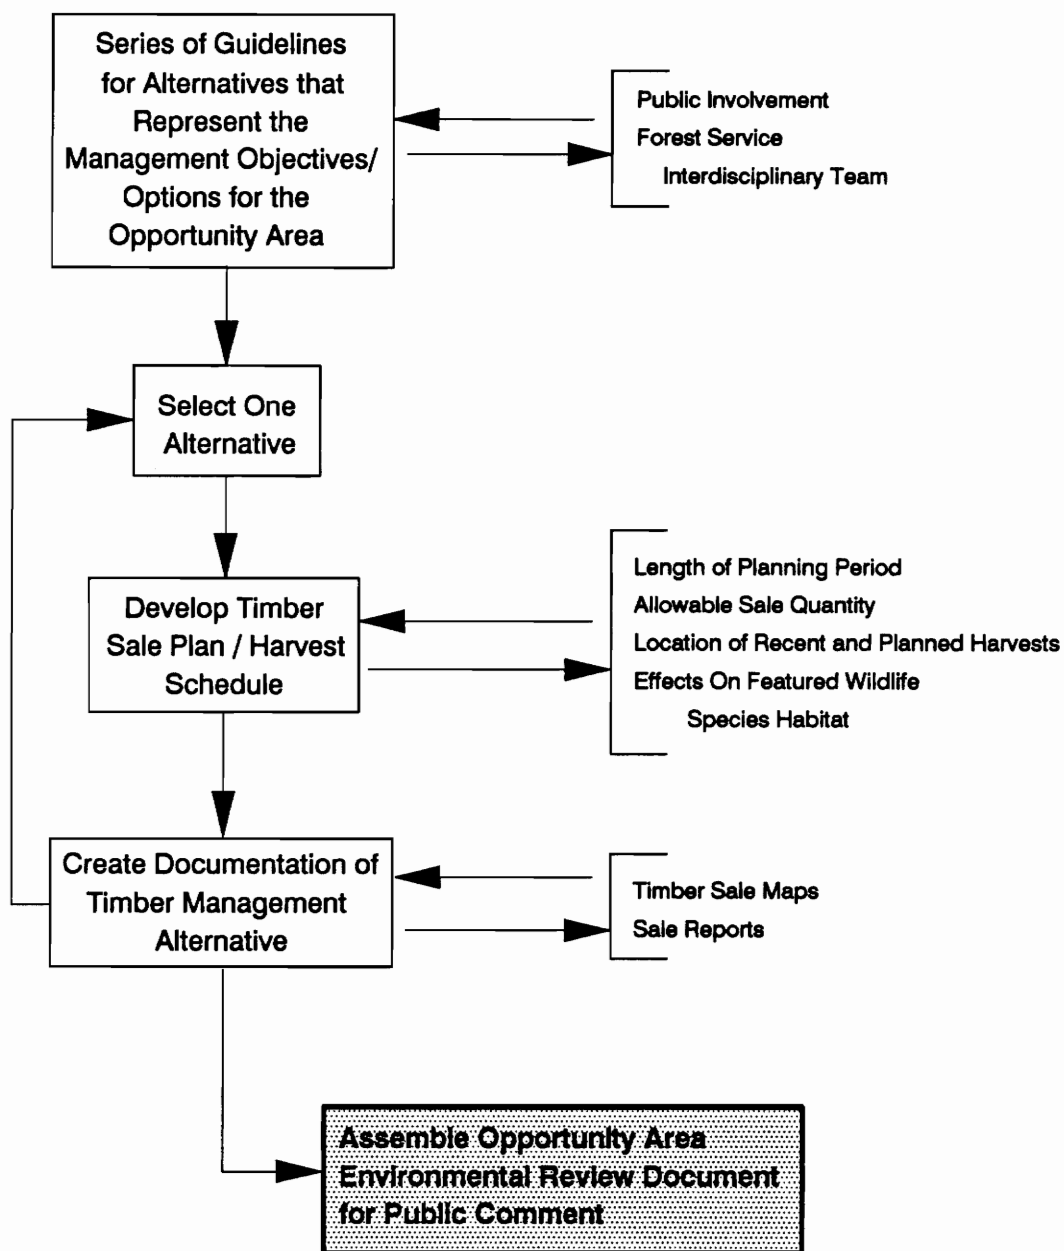 Series of Guidelines
for Alternatives that
Represent the
Management Objectives/
Options for the
Opportunity Area
Public Involvement
Forest Service
Interdisciplinary Team
Select One
Alternative
Develop Timber
Sale Plan / Harvest
Schedule
Length of Planning Period
Allowable Sale Quantity
Location of Recent and Planned Harvests
Effects On Featured Wildlife
Species Habitat
Create Documentation of
Timber Management
Alternative
Timber Sale Maps
Sale Reports
Assemble Opportunity Area
Environmental Review Document
for Public Comment